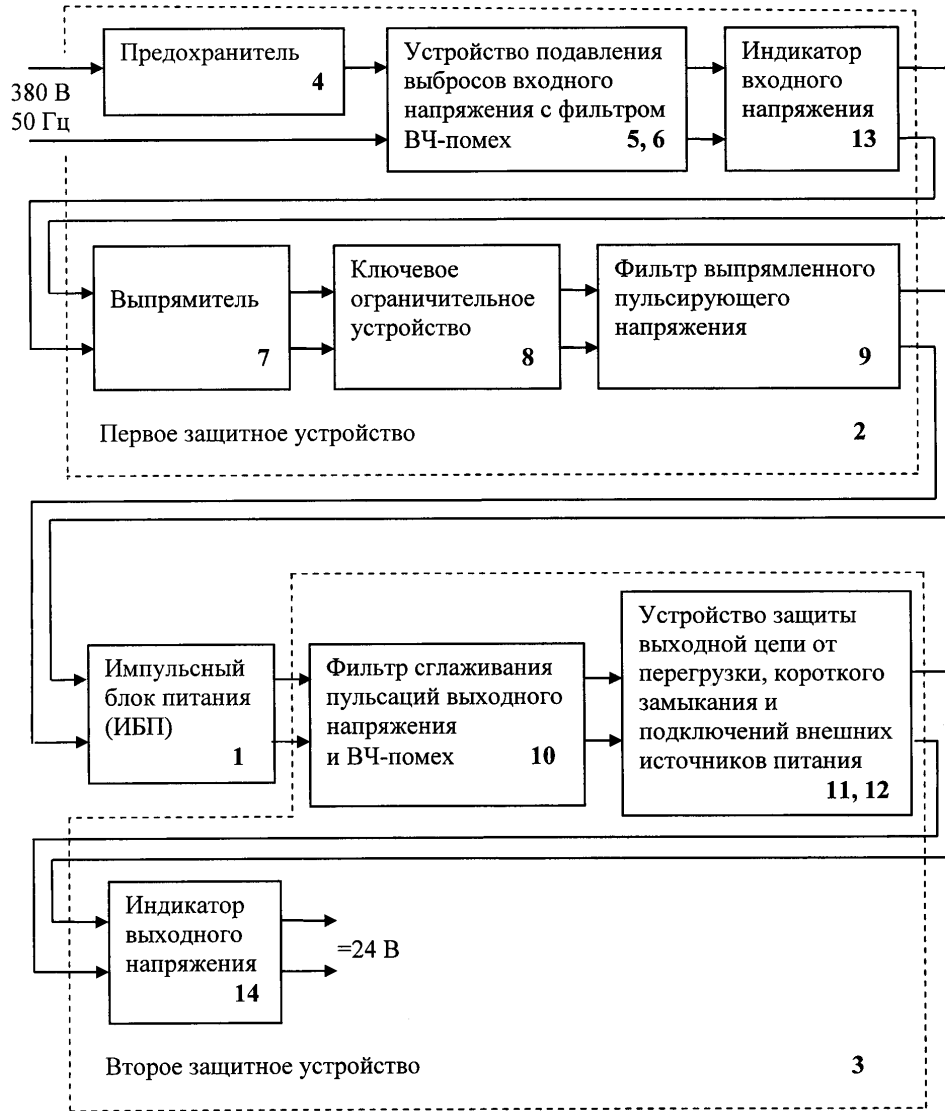 Предохранитель
4
380 В
50 Гц
Устройство подавления
выбросов входного
напряжения с фильтром
ВЧ-помех
5, 6
Индикатор
входного
напряжения
13
Выпрямитель
7
Ключевое
ограничительное
устройство
8
Фильтр выпрямленного
пульсирующего
напряжения
9
Первое защитное устройство
2
Импульсный
блок питания
(ИБП)
1
Фильтр сглаживания
пульсаций выходного
напряжения
и ВЧ-помех
10
Устройство защиты
выходной цепи от
перегрузки, короткого
замыкания и
подключений внешних
источников питания
11, 12
Индикатор
выходного
напряжения
14
=24 В
Второе защитное устройство
3